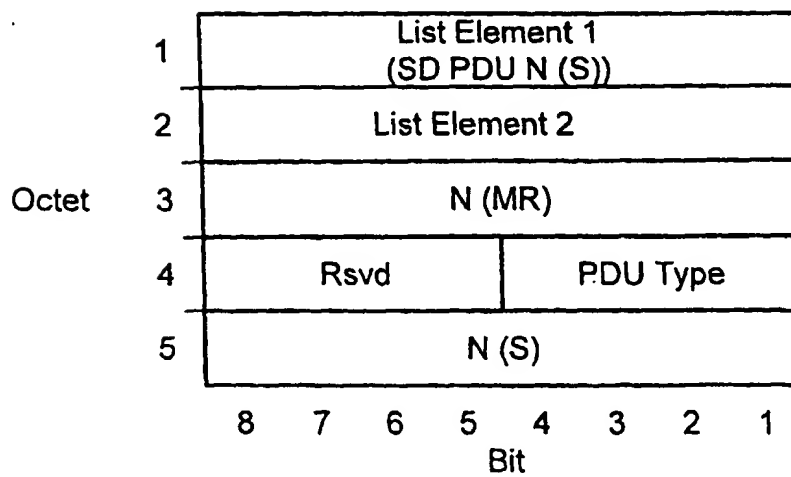 1 List Element 1
(SD PDU N (S))
2 List Element 2
Octet 3 N (MR)
4 Rsvd PDU Type
5 N (S)
8 7 6 5 4 3 2 1
Bit